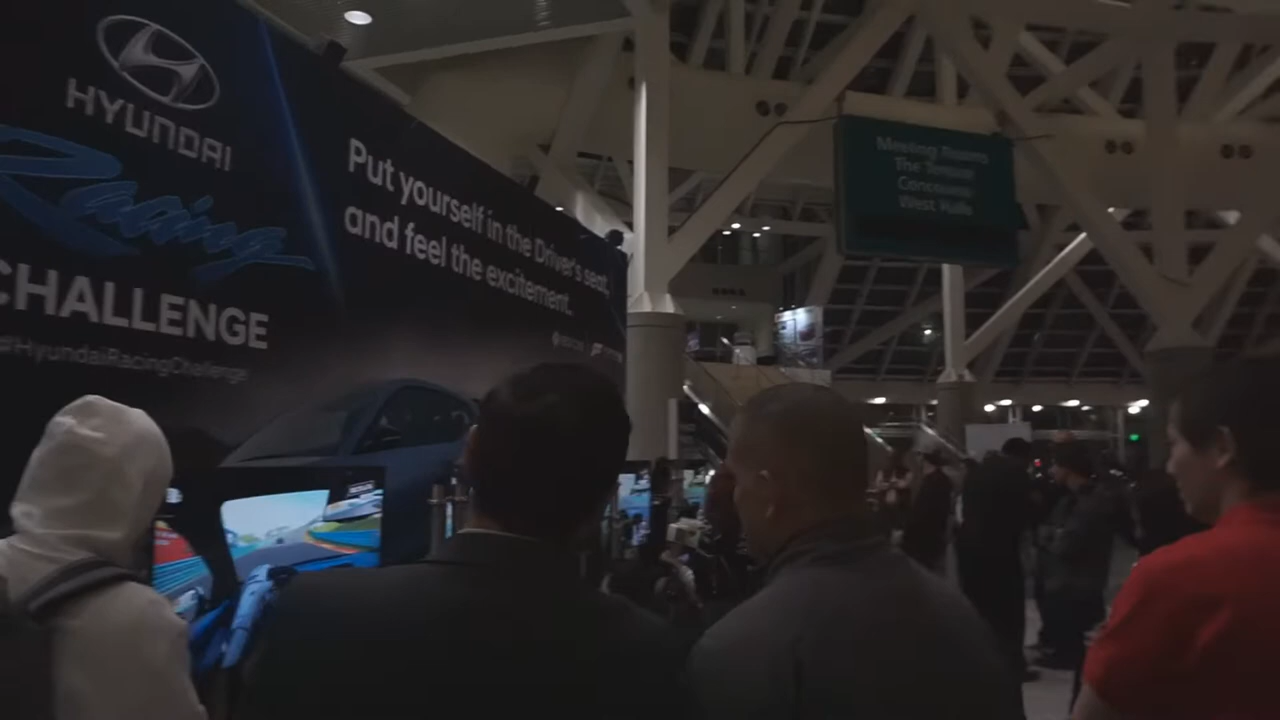 HYUNDAI
Racing
CHALLENGE
#HyundaiRacingChallenge
Put yourself in the Driver's seat,
and feel the excitement.
Meeting Rooms
The Terrace
Concourse
West Halls